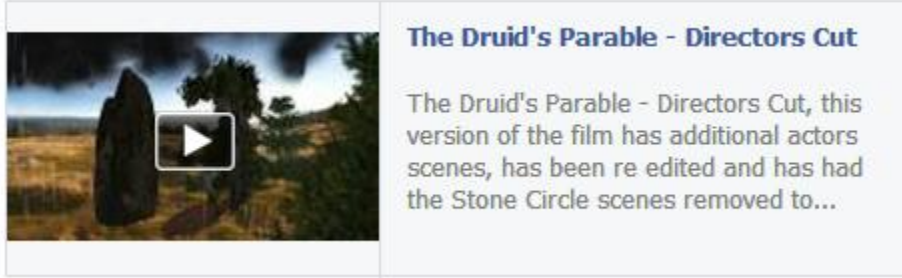 The Druid's Parable - Directors Cut
The Druid's Parable - Directors Cut, this
version of the film has additional actors
scenes, has been re edited and has had
the Stone Circle scenes removed to...